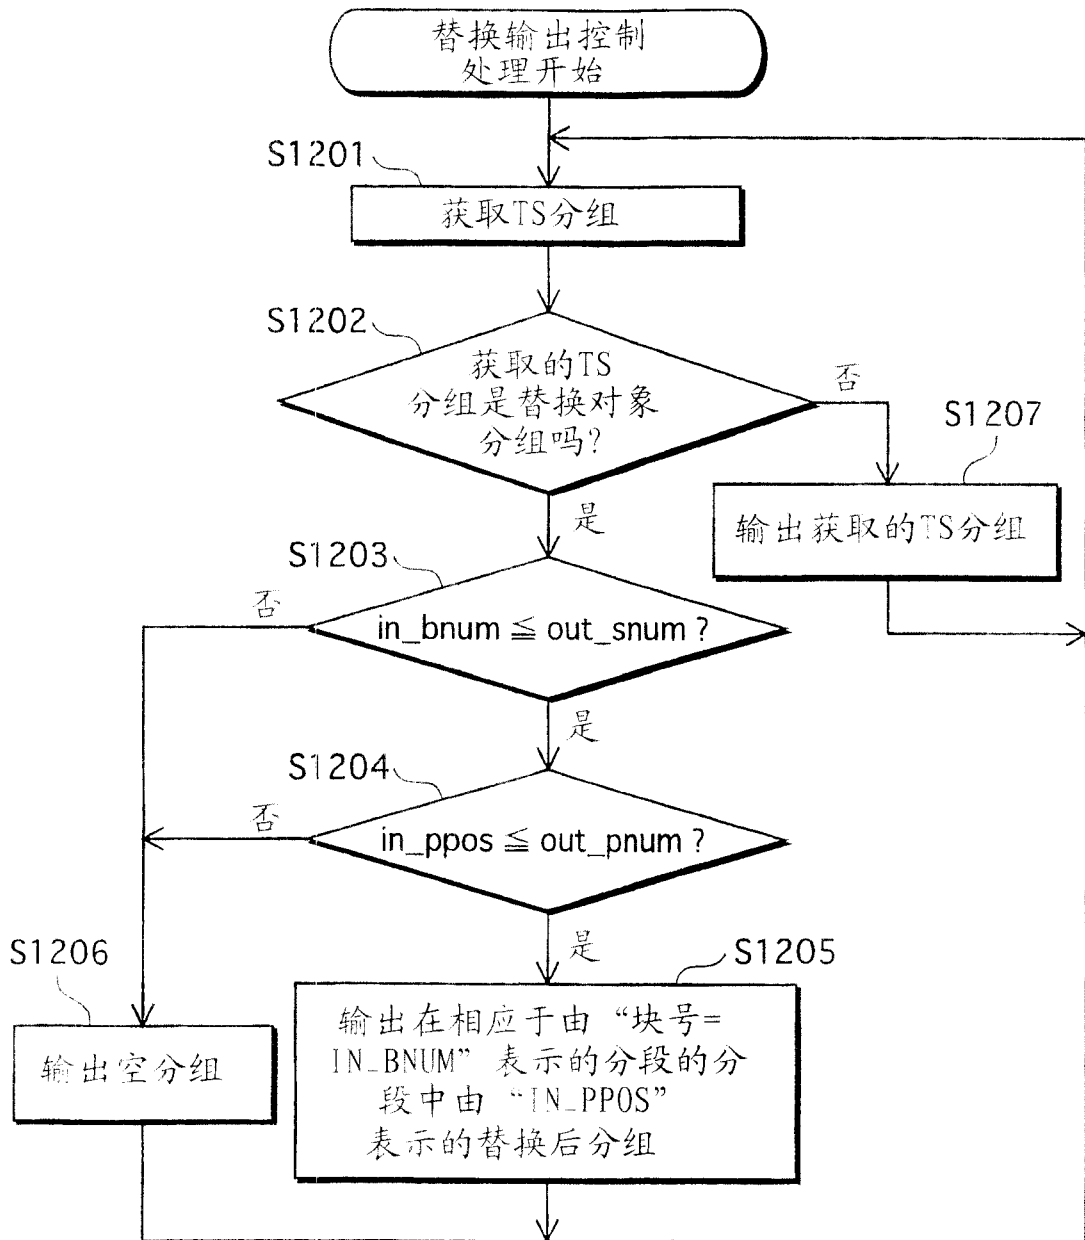 替换输出控制
处理开始
S1201
获取TS分组
S1202
获取的TS
分组是替换对象
分组吗?
否
S1207
输出获取的TS分组
是
S1203
否
in_bnum ≦ out_snum ?
是
S1204
否
in_ppos ≦ out_pnum ?
是
S1206
输出空分组
S1205
输出在相应于由“块号=
IN_BNUM”表示的分段的分
段中由“IN_PPOS”
表示的替换后分组